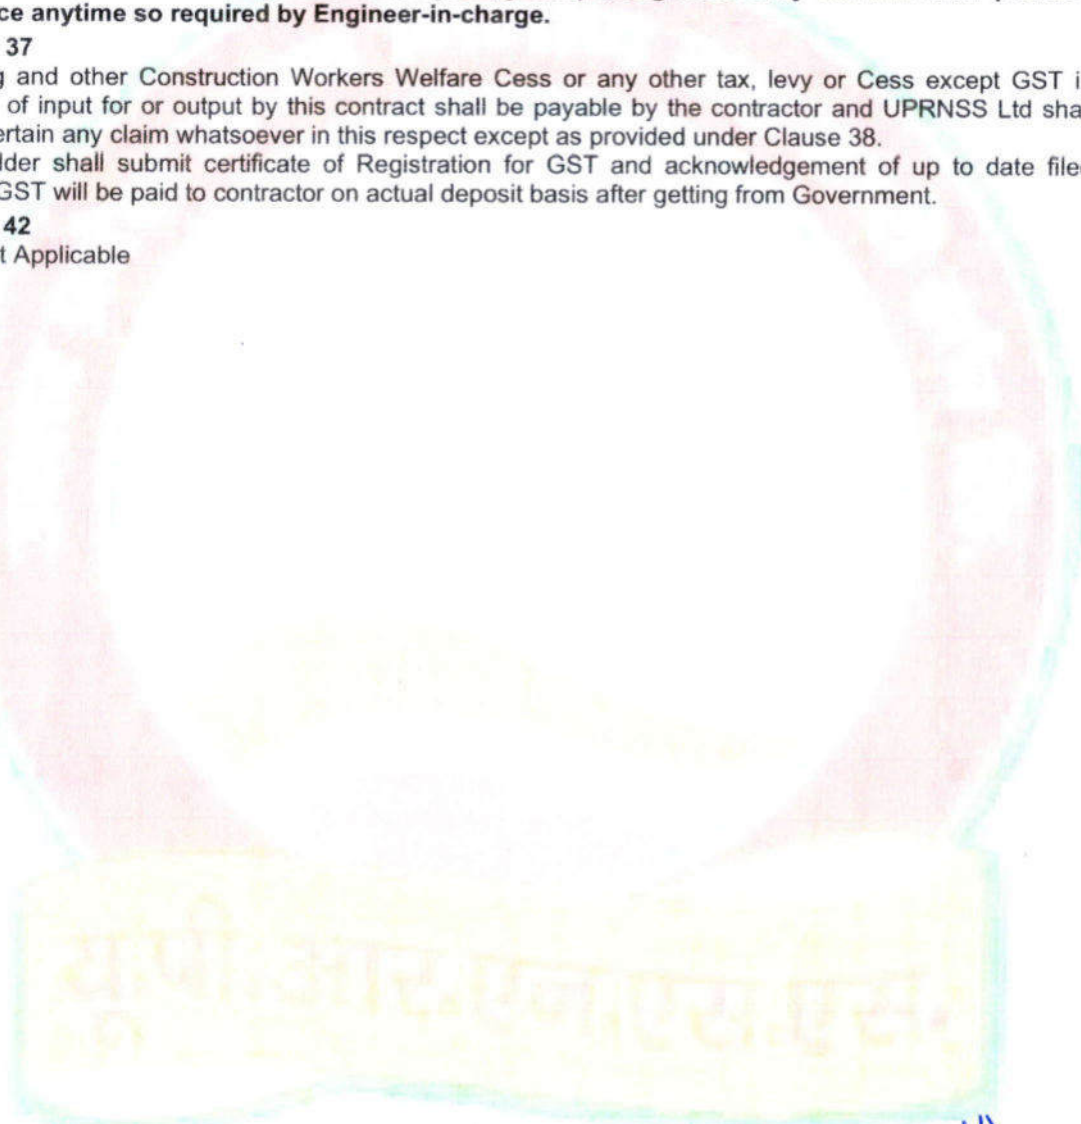 ce anytime so required by Engineer-in-charge.
37
g and other Construction Workers Welfare Cess or any other tax, levy or Cess except GST i
of input for or output by this contract shall be payable by the contractor and UPRNSS Ltd sha
ertain any claim whatsoever in this respect except as provided under Clause 38.
lder shall submit certificate of Registration for GST and acknowledgement of up to date file
GST will be paid to contractor on actual deposit basis after getting from Government.
42
t Applicable
यू.पी.आर.एन.एस.एस.